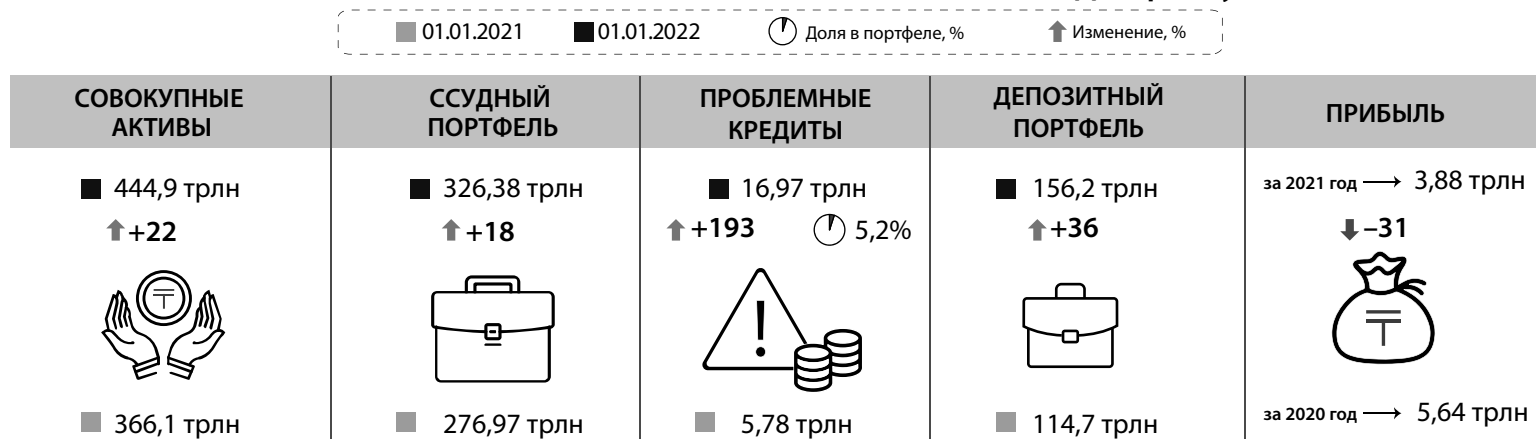 01.01.2021 01.01.2022 Доля в портфеле, % Изменение, %
СОВОКУПНЫЕ
АКТИВЫ
444,9 трлн
+22
366,1 трлн
ССУДНЫЙ
ПОРТФЕЛЬ
326,38 трлн
+18
276,97 трлн
ПРОБЛЕМНЫЕ
КРЕДИТЫ
16,97 трлн
+193 5,2%
5,78 трлн
ДЕПОЗИТНЫЙ
ПОРТФЕЛЬ
156,2 трлн
+36
114,7 трлн
ПРИБЫЛЬ
за 2021 год 3,88 трлн
–31
за 2020 год 5,64 трлн